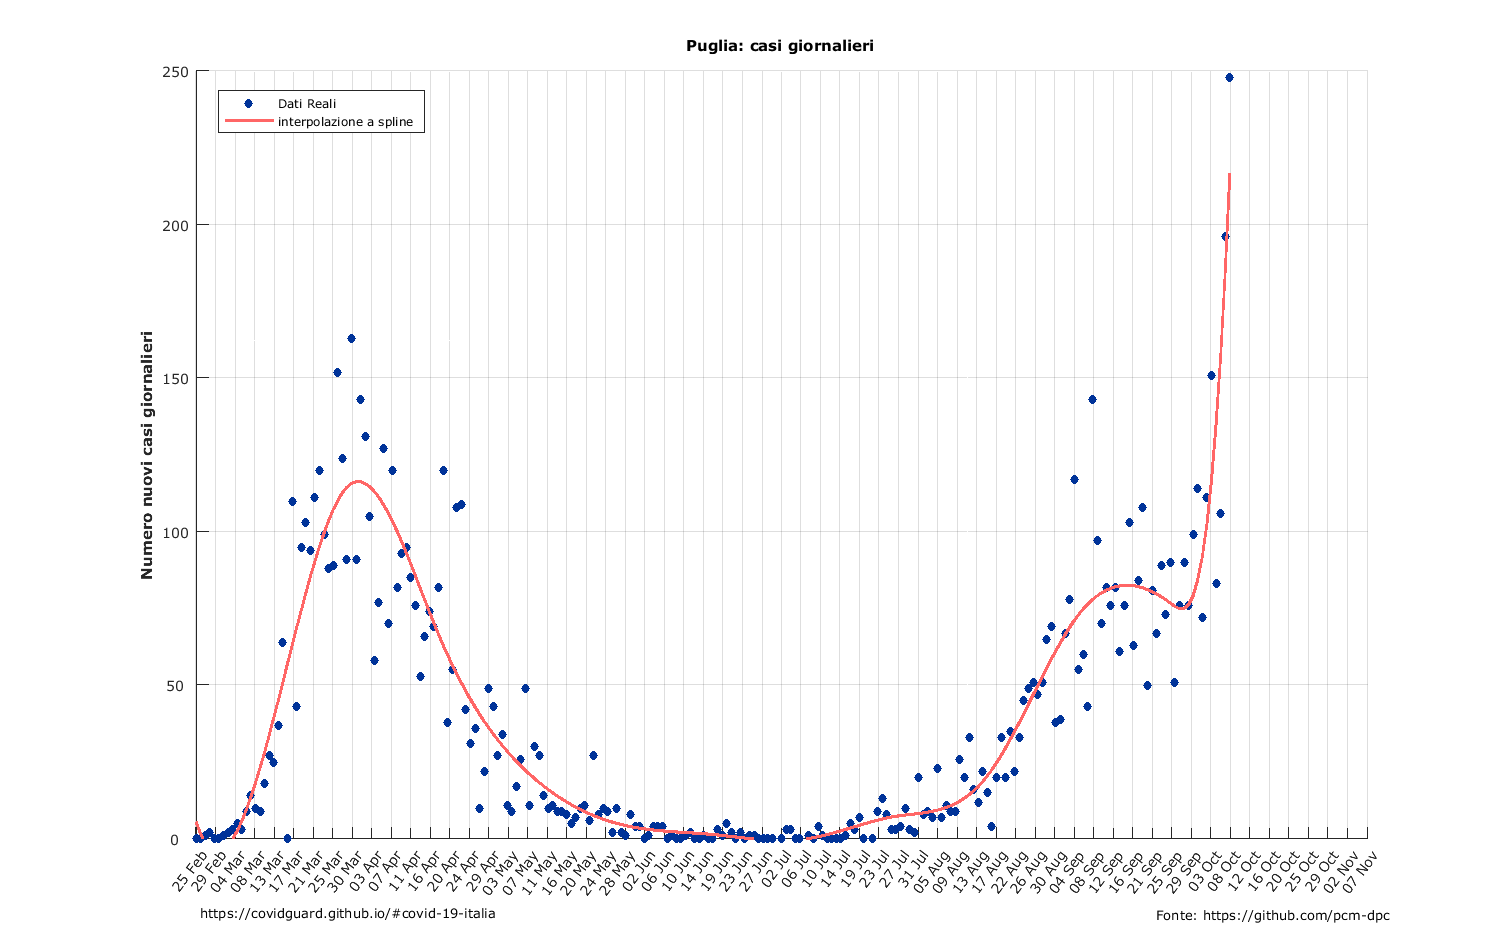 Puglia: casi giornalieri
Dati Reali
interpolazione a spline
Numero nuovi casi giornalieri
250
200
150
100
50
0
25 Feb
29 Feb
04 Mar
08 Mar
13 Mar
17 Mar
21 Mar
25 Mar
30 Mar
03 Apr
07 Apr
11 Apr
16 Apr
20 Apr
24 Apr
29 Apr
03 May
07 May
11 May
16 May
20 May
24 May
28 May
02 Jun
06 Jun
10 Jun
14 Jun
19 Jun
23 Jun
27 Jun
02 Jul
06 Jul
10 Jul
14 Jul
19 Jul
23 Jul
27 Jul
31 Jul
05 Aug
09 Aug
13 Aug
17 Aug
22 Aug
26 Aug
30 Aug
04 Sep
08 Sep
12 Sep
16 Sep
21 Sep
25 Sep
29 Sep
03 Oct
08 Oct
12 Oct
16 Oct
20 Oct
25 Oct
29 Oct
02 Nov
07 Nov
https://covidguard.github.io/#covid-19-italia
Fonte: https://github.com/pcm-dpc